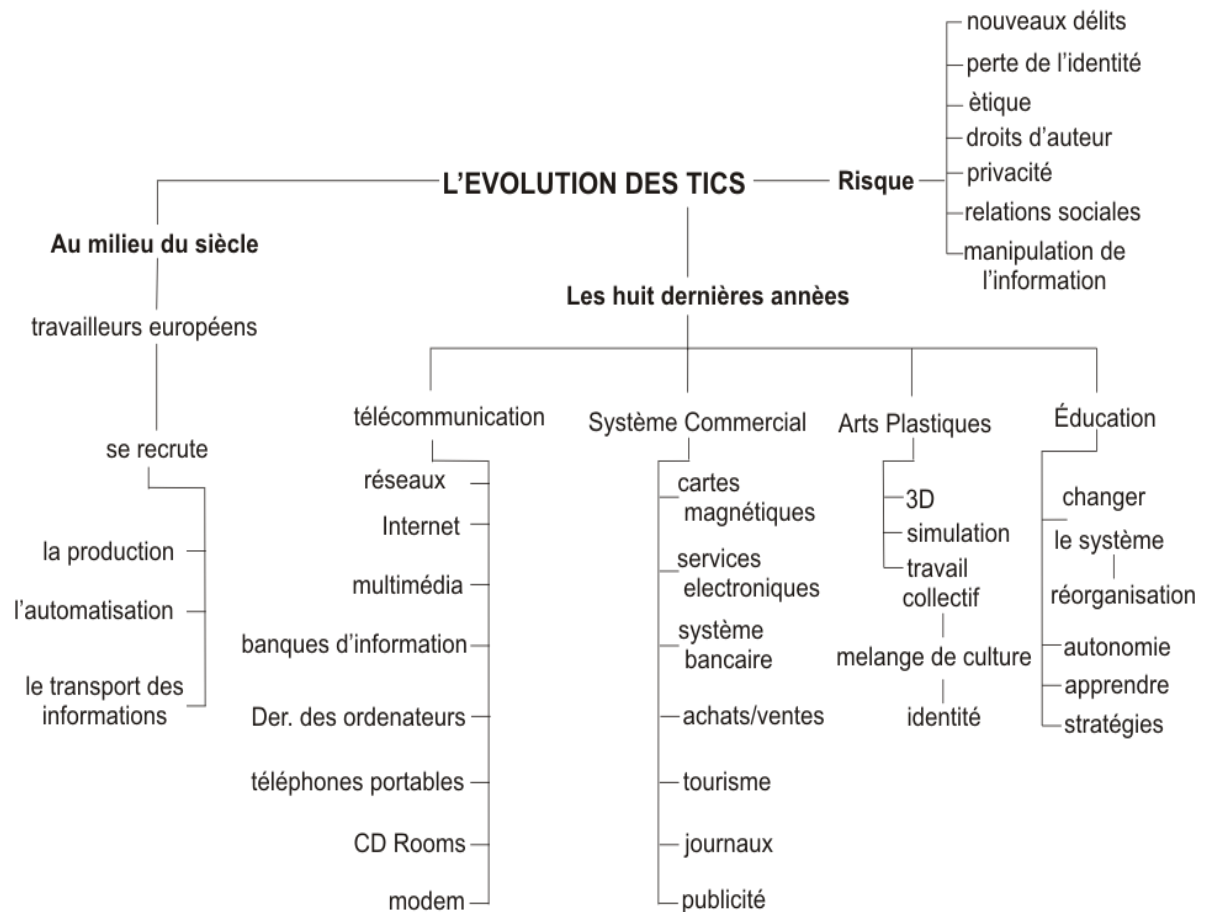 L'EVOLUTION DES TICS
Risque
nouveaux délits
perte de l'identité
ètique
droits d'auteur
privacité
relations sociales
manipulation de
l'information
Au milieu du siècle
travailleurs européens
se recrute
la production
l'automatisation
le transport des
informations
Les huit dernières annèes
télécommunication
réseaux
Internet
multimédia
banques d'information
Der. des ordenateurs
téléphones portables
CD Rooms
modem
Système Commercial
cartes
magnétiques
services
electroniques
système
bancaire
achats/ventes
tourisme
journaux
publicité
Arts Plastiques
3D
simulation
travail
collectif
melange de culture
identité
Éducation
changer
le système
réorganisation
autonomie
apprendre
stratégies